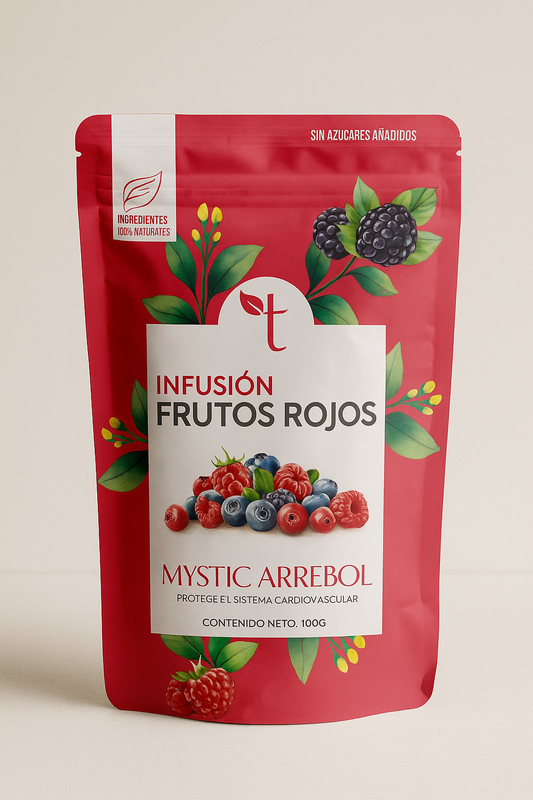 SIN AZUCARES AÑADIDOS
INGREDIENTES
100% NATURATES
t
INFUSIÓN
FRUTOS ROJOS
MYSTIC ARREBOL
PROTEGE EL SISTEMA CARDIOVASCULAR
CONTENIDO NETO. 100G